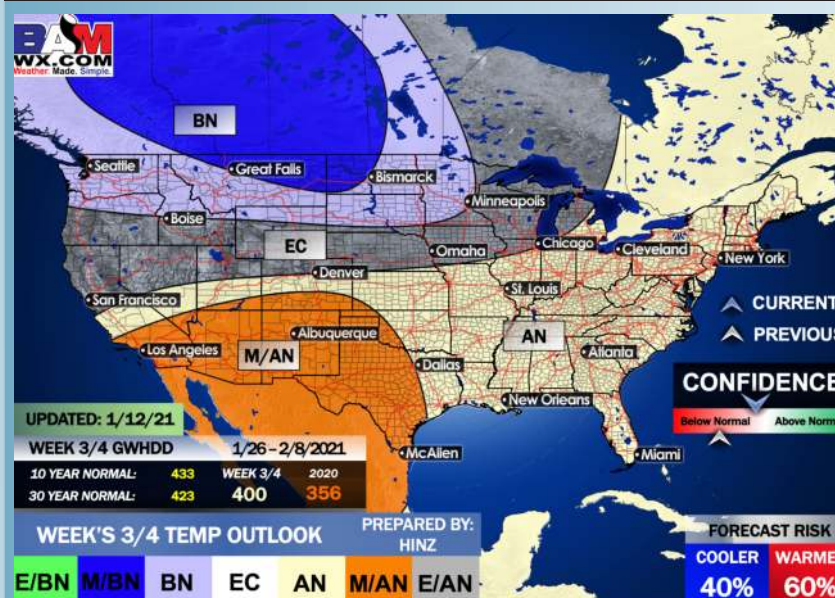 BAM
WX.COM
Weather. Made. Simple.
BN
Seattle
Great Falls
Bismarck
Minneapolis
Boise
EC
Omaha
Chicago
Cleveland
New York
Denver
San Francisco
St. Louis
CURRENT
Albuquerque
PREVIOUS
Los Angeles
M/AN
AN
Atlanta
Dallas
CONFIDENCE
New Orleans
Below Normal Above Norm
UPDATED: 1/12/21
WEEK 3/4 GWHDD 1/26 - 2/8/2021
McAllen
Miami
10 YEAR NORMAL: 433 WEEK 3/4 2020
30 YEAR NORMAL: 423 400 356
WEEK'S 3/4 TEMP OUTLOOK
PREPARED BY:
HINZ
FORECAST RISK
COOLER WARME
E/BN M/BN BN EC AN M/AN E/AN
40% 60%